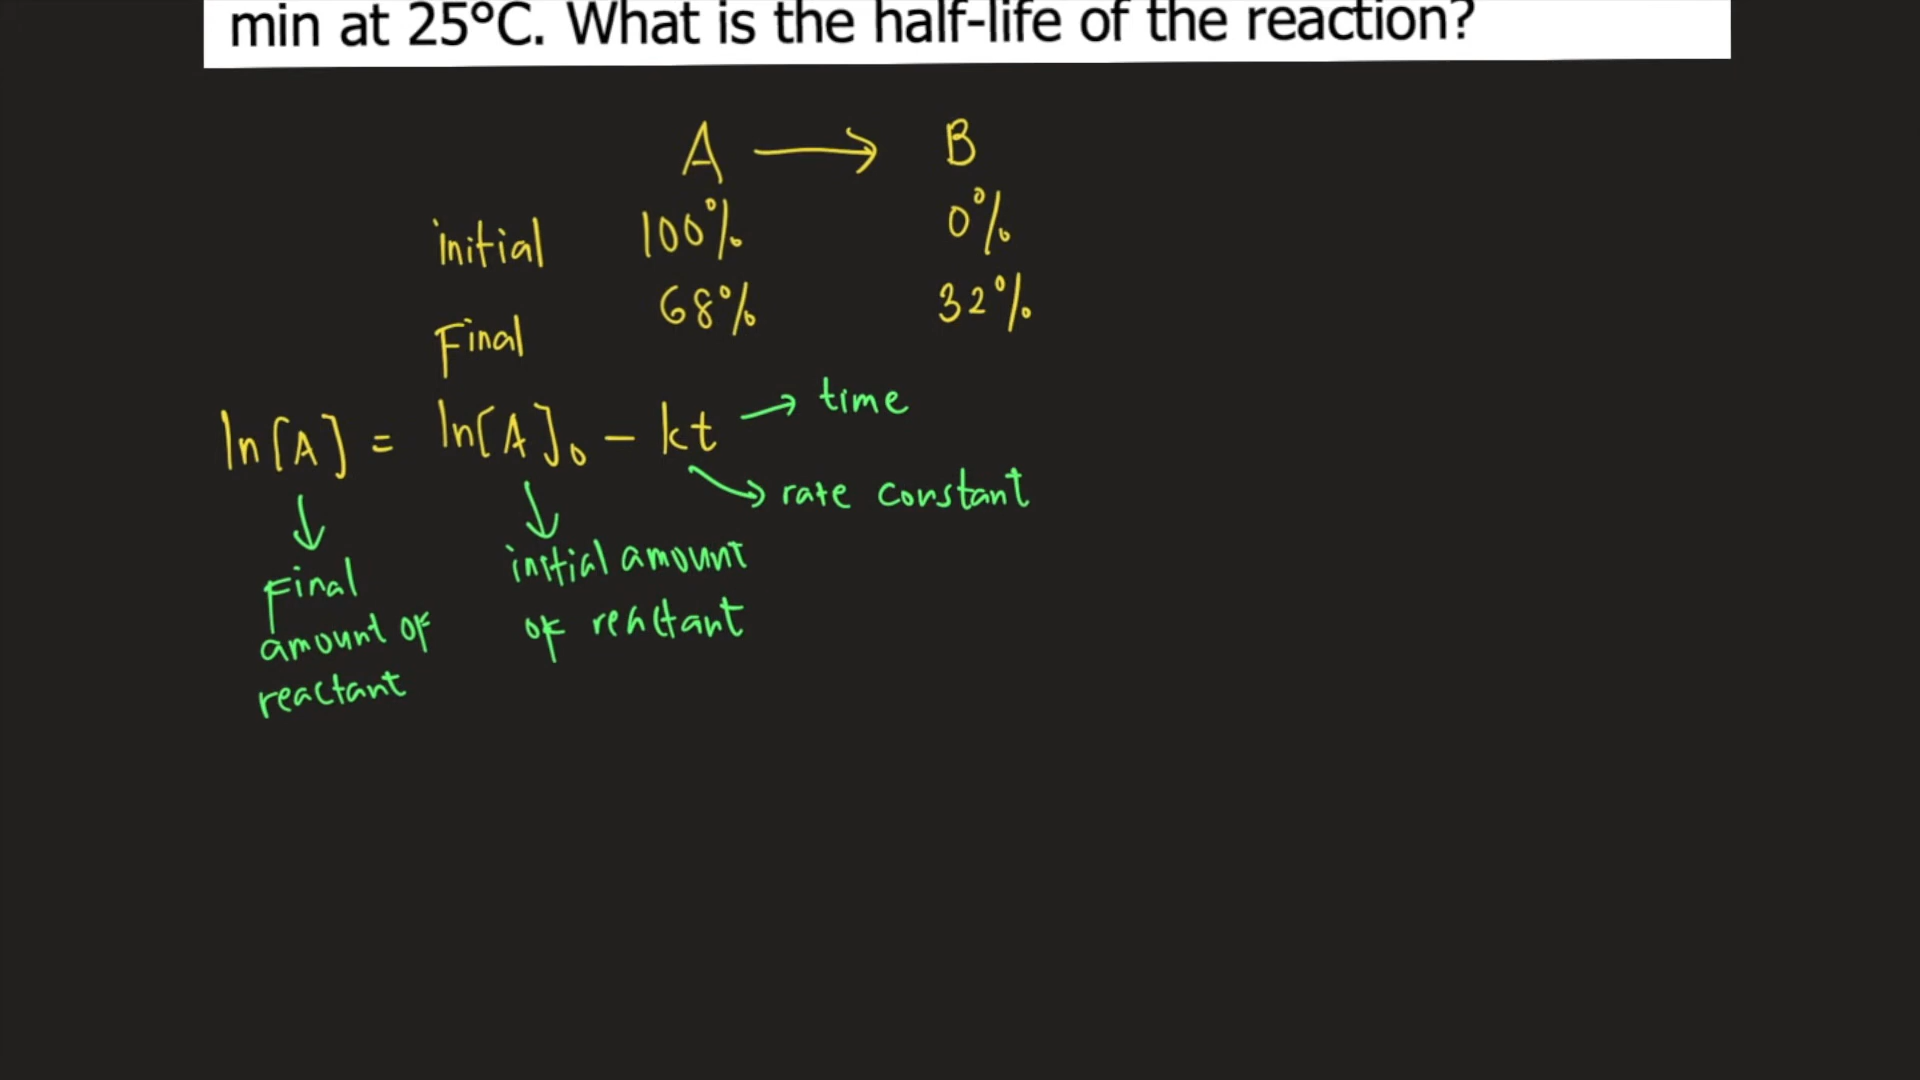 min at 25°C. What is the half-life of the reaction?
A → B
initial 100% 0%
Final 68% 32%
ln[A] = ln[A]₀ - kt → time
→ rate constant
↓ ↓
Final initial amount
amount of of reactant
reactant